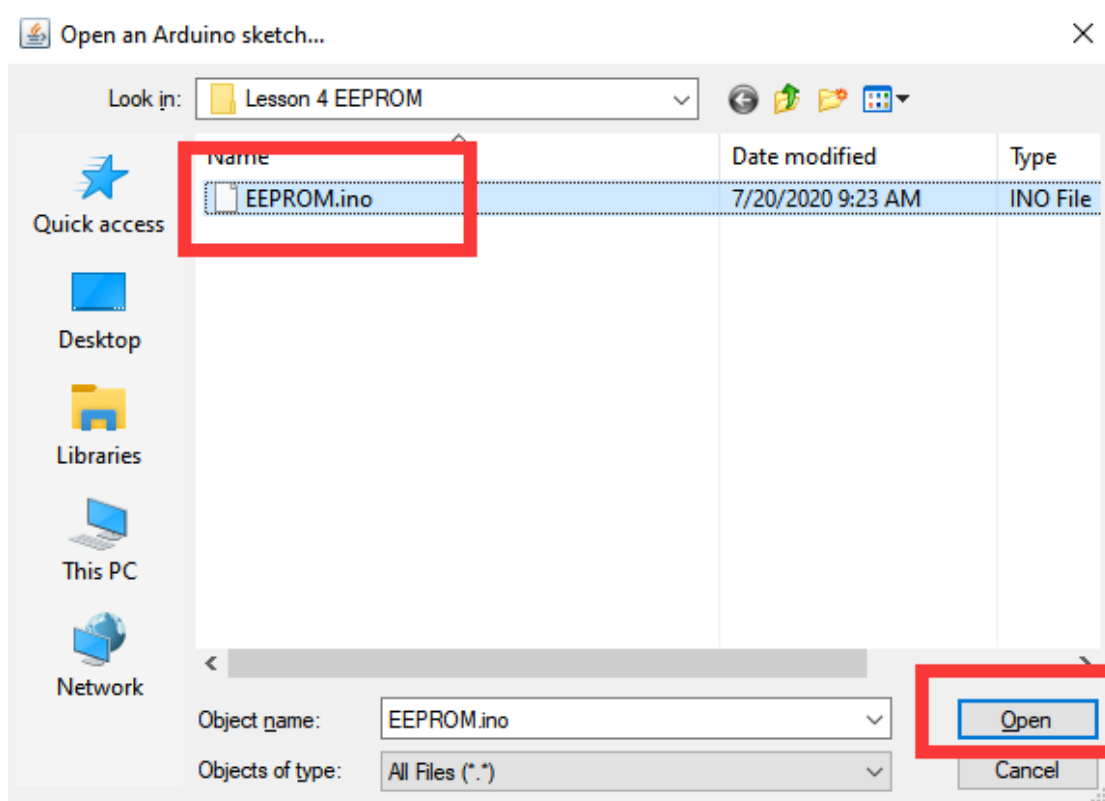 Open an Arduino sketch...
Look in: Lesson 4 EEPROM
Name Date modified Type
EEPROM.ino 7/20/2020 9:23 AM INO File
Quick access
Desktop
Libraries
This PC
Network
Object name: EEPROM.ino Open
Objects of type: All Files (*.*) Cancel